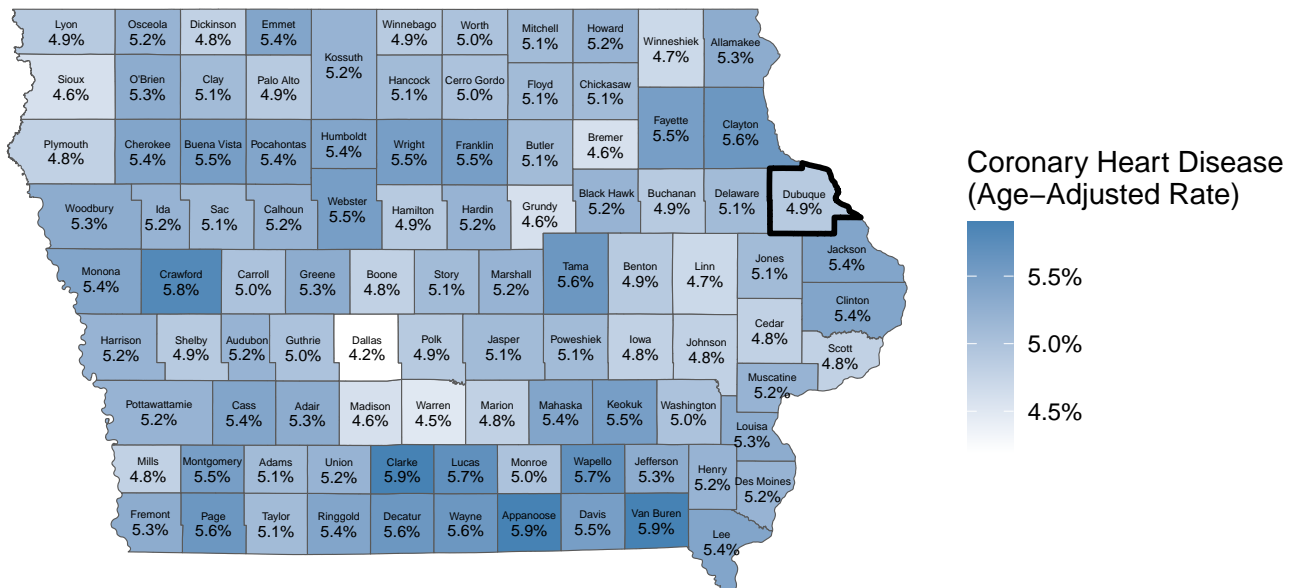 Lyon
4.9%
Osceola
5.2%
Dickinson
4.8%
Emmet
5.4%
Kossuth
5.2%
Winnebago
4.9%
Worth
5.0%
Mitchell
5.1%
Howard
5.2%
Winneshiek
4.7%
Allamakee
5.3%
Sioux
4.6%
O'Brien
5.3%
Clay
5.1%
Palo Alto
4.9%
Hancock
5.1%
Cerro Gordo
5.0%
Floyd
5.1%
Chickasaw
5.1%
Fayette
5.5%
Clayton
5.6%
Plymouth
4.8%
Cherokee
5.4%
Buena Vista
5.5%
Pocahontas
5.4%
Humboldt
5.4%
Wright
5.5%
Franklin
5.5%
Butler
5.1%
Bremer
4.6%
Woodbury
5.3%
Ida
5.2%
Sac
5.1%
Calhoun
5.2%
Webster
5.5%
Hamilton
4.9%
Hardin
5.2%
Grundy
4.6%
Black Hawk
5.2%
Buchanan
4.9%
Delaware
5.1%
Dubuque
4.9%
Monona
5.4%
Crawford
5.8%
Carroll
5.0%
Greene
5.3%
Boone
4.8%
Story
5.1%
Marshall
5.2%
Tama
5.6%
Benton
4.9%
Linn
4.7%
Jones
5.1%
Jackson
5.4%
Clinton
5.4%
Harrison
5.2%
Shelby
4.9%
Audubon
5.2%
Guthrie
5.0%
Dallas
4.2%
Polk
4.9%
Jasper
5.1%
Poweshiek
5.1%
Iowa
4.8%
Johnson
4.8%
Cedar
4.8%
Scott
4.8%
Muscatine
5.2%
Pottawattamie
5.2%
Cass
5.4%
Adair
5.3%
Madison
4.6%
Warren
4.5%
Marion
4.8%
Mahaska
5.4%
Keokuk
5.5%
Washington
5.0%
Louisa
5.3%
Mills
4.8%
Montgomery
5.5%
Adams
5.1%
Union
5.2%
Clarke
5.9%
Lucas
5.7%
Monroe
5.0%
Wapello
5.7%
Jefferson
5.3%
Henry
5.2%
Des Moines
5.2%
Fremont
5.3%
Page
5.6%
Taylor
5.1%
Ringgold
5.4%
Decatur
5.6%
Wayne
5.6%
Appanoose
5.9%
Davis
5.5%
Van Buren
5.9%
Lee
5.4%
Coronary Heart Disease
(Age−Adjusted Rate)
5.5%
5.0%
4.5%